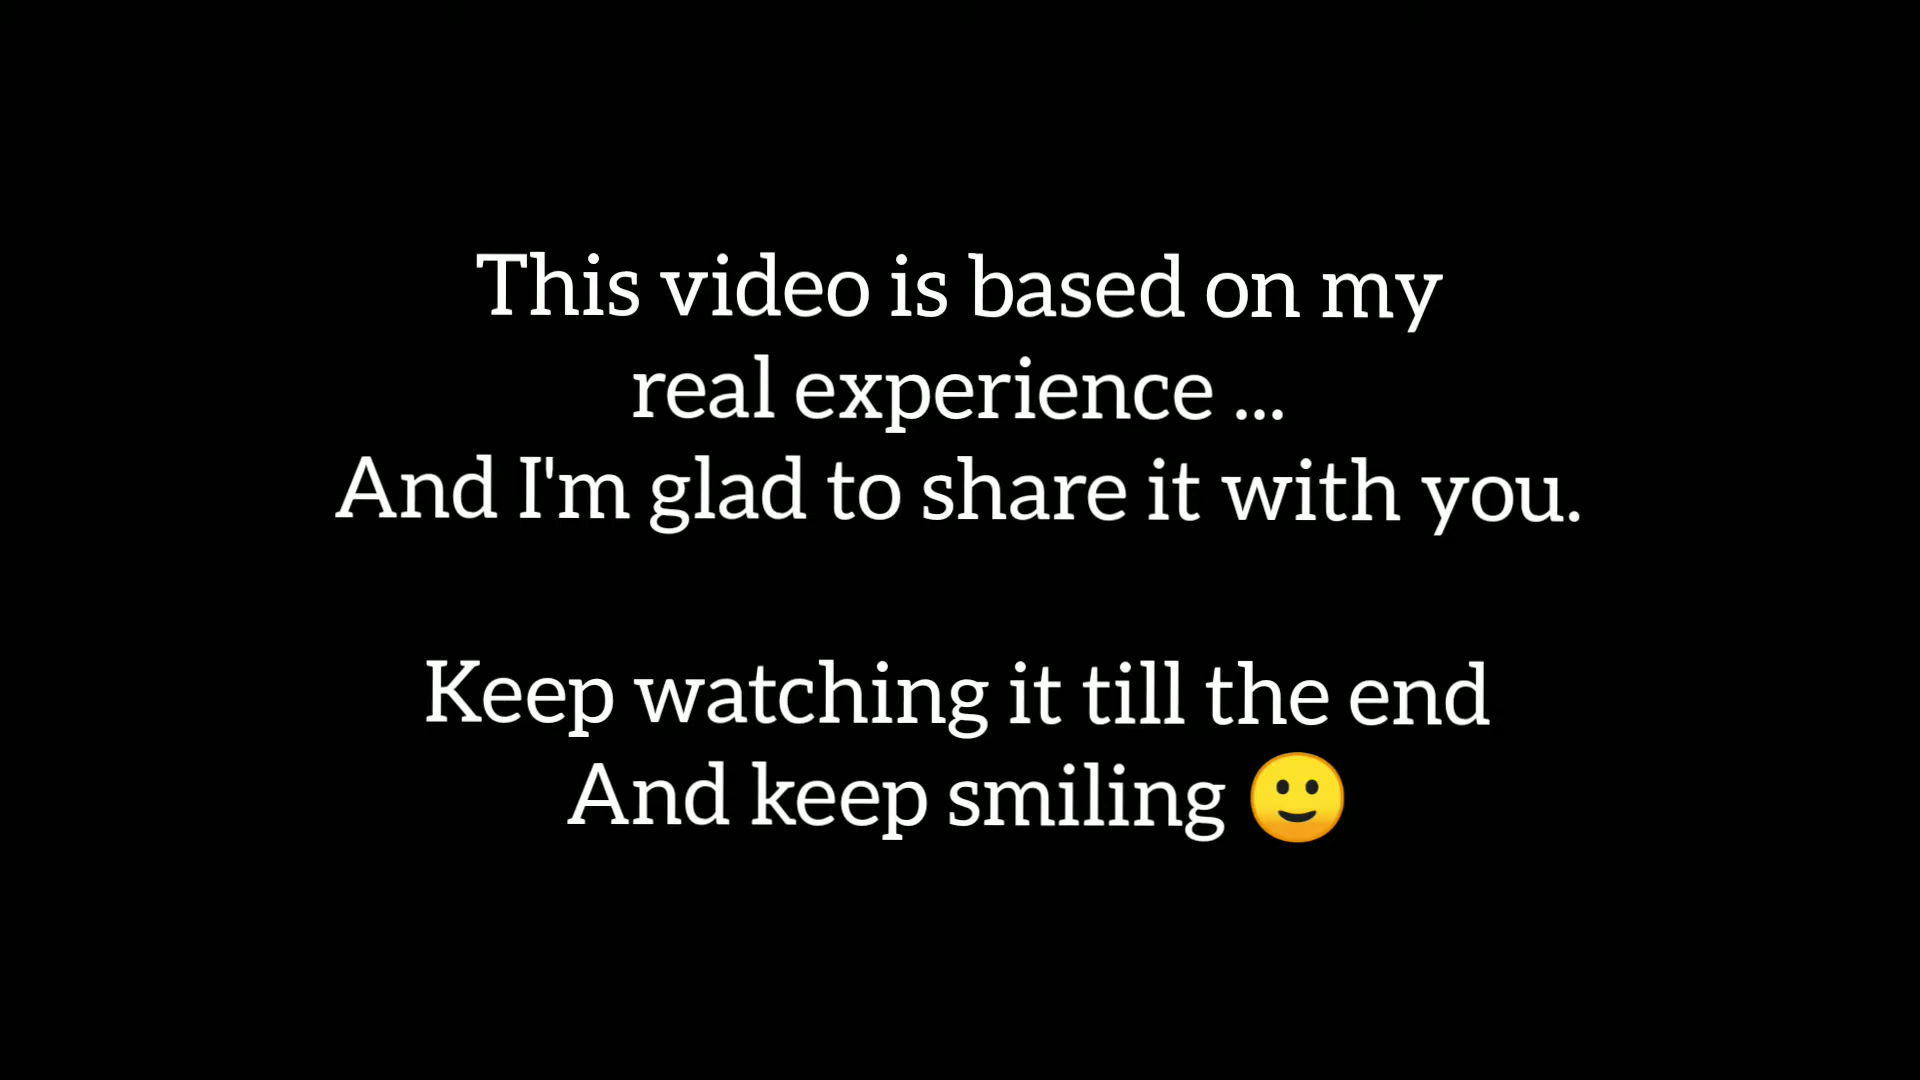 This video is based on my
real experience ...
And I'm glad to share it with you.
Keep watching it till the end
And keep smiling 🙂